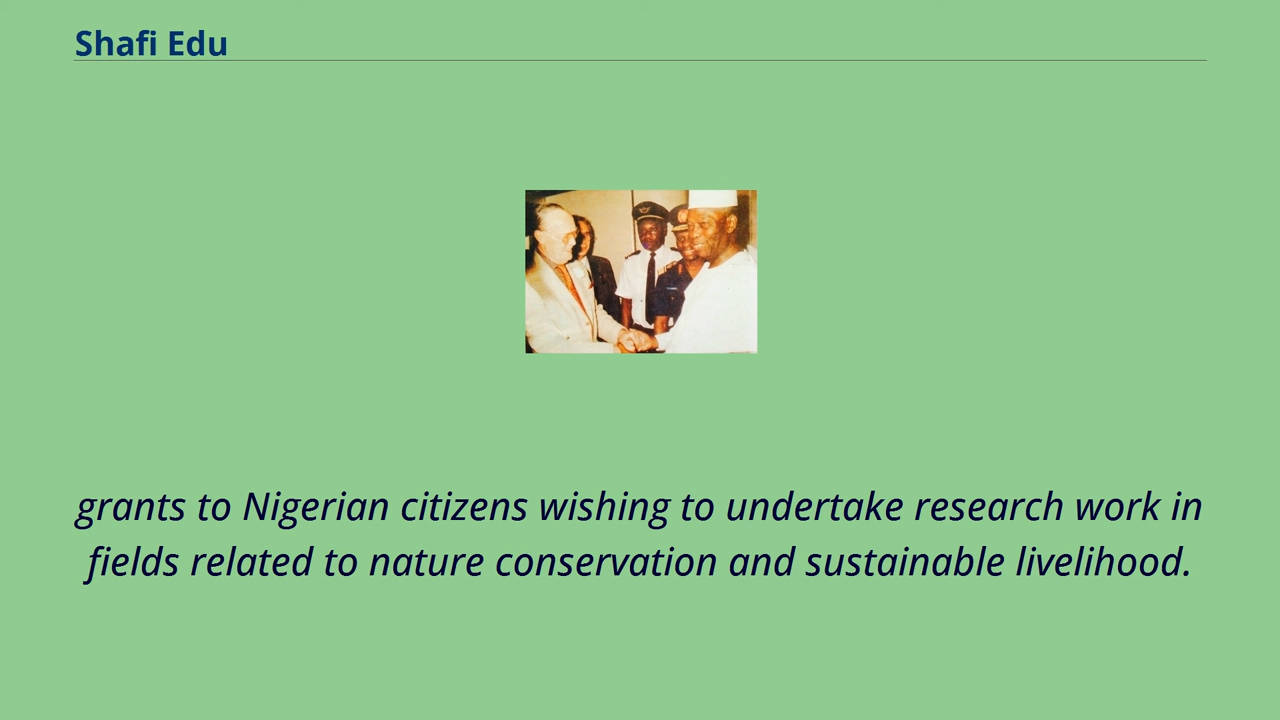 Shafi Edu
grants to Nigerian citizens wishing to undertake research work in
fields related to nature conservation and sustainable livelihood.